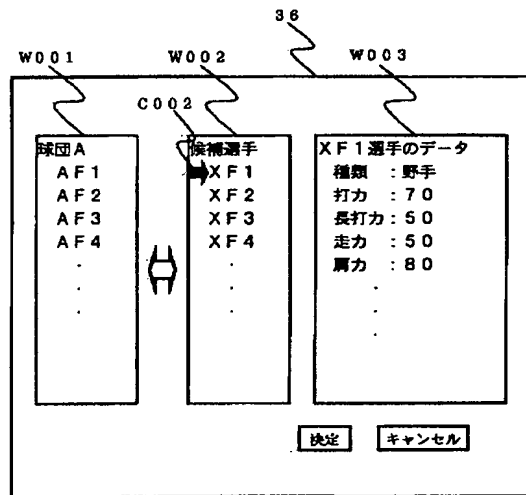 36
W001
W002
W003
C002
球団A
AF1
AF2
AF3
AF4
候補選手
XF1
XF2
XF3
XF4
XF1選手のデータ
種類 :野手
打力 :70
長打力:50
走力 :50
肩力 :80
決定
キャンセル